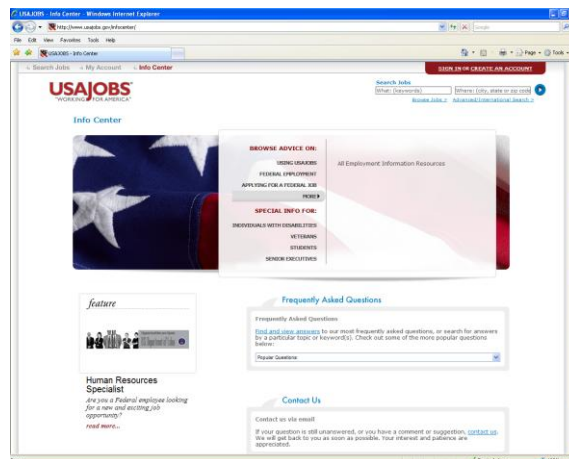 USAJOBS - Info Center - Windows Internet Explorer
http://www.usajobs.gov/infocenter/
Google
File Edit View Favorites Tools Help
USAJOBS - Info Center
Page Tools
Search Jobs My Account Info Center
SIGN IN OR CREATE AN ACCOUNT
USAJOBS
"WORKING FOR AMERICA"
Search Jobs
What: (keywords) Where: (city, state or zip code)
Browse Jobs > Advanced/International Search >
Info Center
BROWSE ADVICE ON:
USING USAJOBS
All Employment Information Resources
FEDERAL EMPLOYMENT
APPLYING FOR A FEDERAL JOB
MORE
SPECIAL INFO FOR:
INDIVIDUALS WITH DISABILITIES
VETERANS
STUDENTS
SENIOR EXECUTIVES
feature
Human Resources
Specialist
Are you a Federal employee looking
for a new and exciting job
opportunity?
read more...
Frequently Asked Questions
Frequently Asked Questions
Find and view answers to our most frequently asked questions, or search for answers
by a particular topic or keyword(s). Check out some of the more popular questions
below:
Popular Questions
Contact Us
Contact us via email
If your question is still unanswered, or you have a comment or suggestion, contact us.
We will get back to you as soon as possible. Your interest and patience are
appreciated.